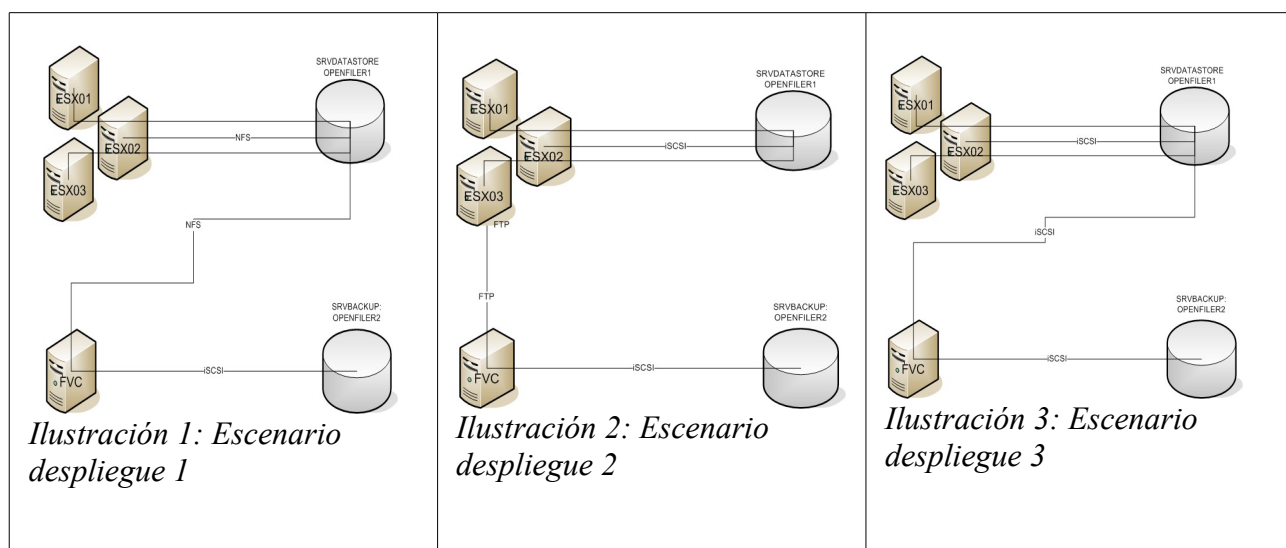 SRVDATASTORE
OPENFILER1
ESX01
NFS
ESX02
ESX03
NFS
SRVBACKUP:
OPENFILER2
FVC
iSCSI
Ilustración 1: Escenario
despliegue 1
SRVDATASTORE
OPENFILER1
ESX01
iSCSI
ESX02
ESX03
FTP
FTP
SRVBACKUP:
OPENFILER2
FVC
iSCSI
Ilustración 2: Escenario
despliegue 2
SRVDATASTORE
OPENFILER1
ESX01
iSCSI
ESX02
ESX03
iSCSI
SRVBACKUP:
OPENFILER2
FVC
iSCSI
Ilustración 3: Escenario
despliegue 3